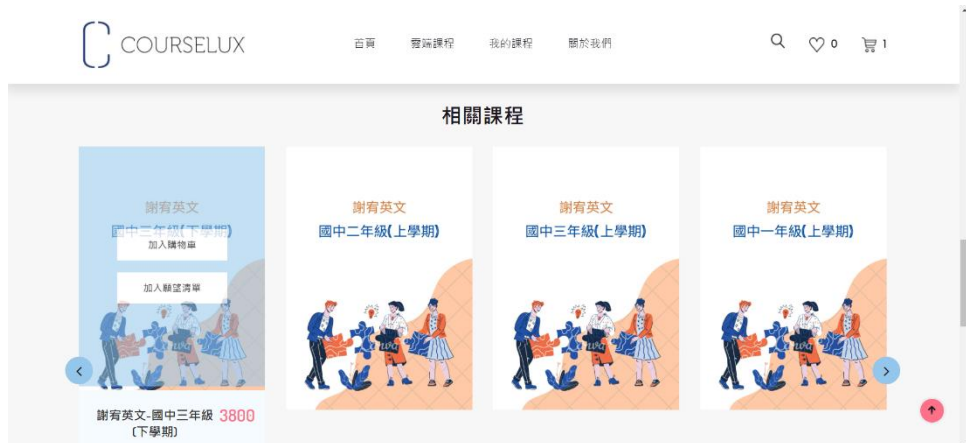 COURSELUX
首頁 雲端課程 我的課程 關於我們
0 1
相關課程
謝宥英文
國中三年級(下學期)
加入購物車
加入願望清單
謝宥英文-國中三年級 3800
(下學期)
謝宥英文
國中二年級(上學期)
謝宥英文
國中三年級(上學期)
謝宥英文
國中一年級(上學期)